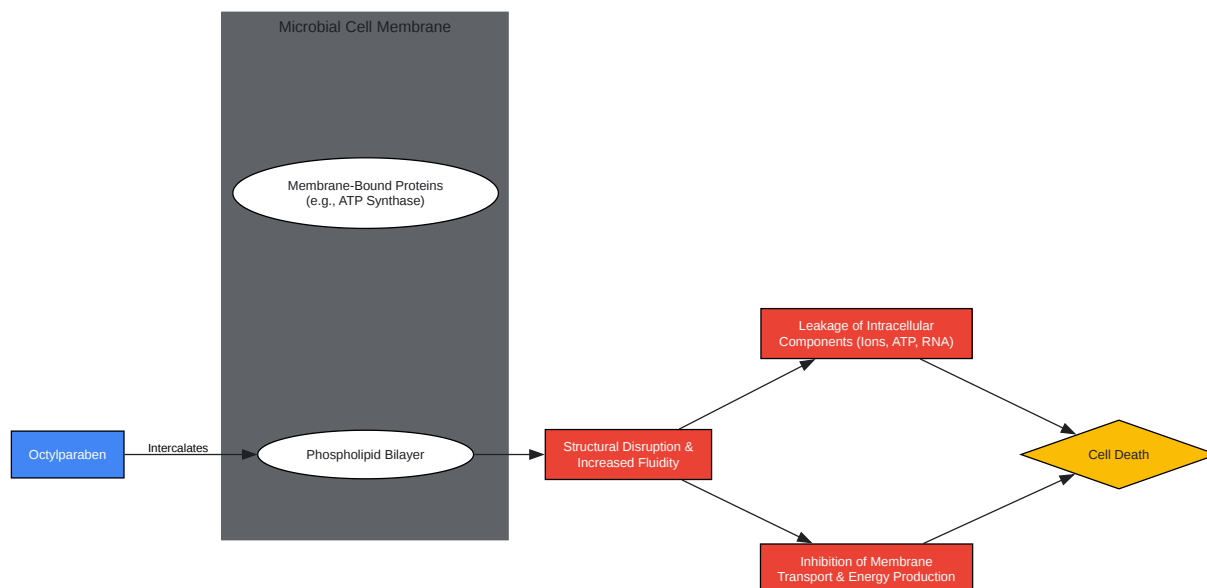 Microbial Cell Membrane
Membrane-Bound Proteins
(e.g., ATP Synthase)
Octylparaben
Intercalates
Phospholipid Bilayer
Structural Disruption &
Increased Fluidity
Leakage of Intracellular
Components (Ions, ATP, RNA)
Inhibition of Membrane
Transport & Energy Production
Cell Death